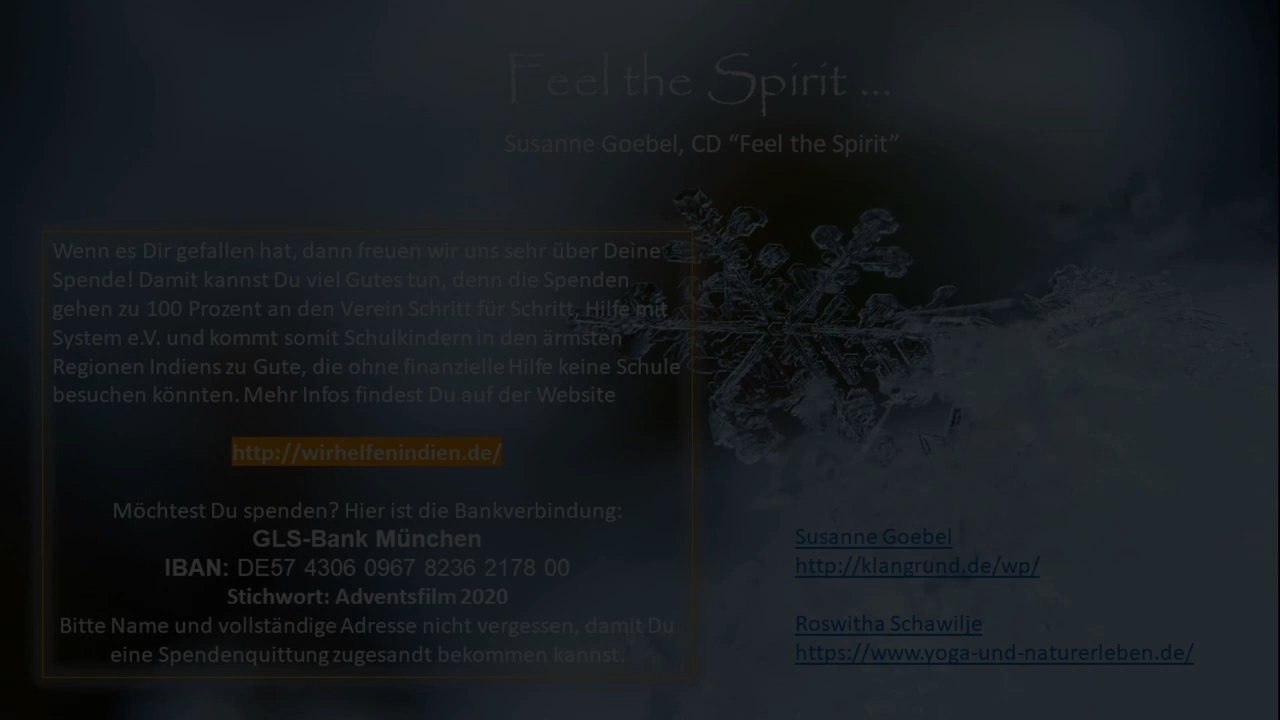 Feel the Spirit ...
Susanne Goebel, CD “Feel the Spirit”
Wenn es Dir gefallen hat, dann freuen wir uns sehr über Deine
Spende! Damit kannst Du viel Gutes tun, denn die Spenden
gehen zu 100 Prozent an den Verein Schritt für Schritt, Hilfe mit
System e.V. und kommt somit Schulkindern in den ärmsten
Regionen Indiens zu Gute, die ohne finanzielle Hilfe keine Schule
besuchen könnten. Mehr Infos findest Du auf der Website
http://wirhelfenindien.de/
Möchtest Du spenden? Hier ist die Bankverbindung:
GLS-Bank München
IBAN: DE57 4306 0967 8236 2178 00
Stichwort: Adventsfilm 2020
Bitte Name und vollständige Adresse nicht vergessen, damit Du
eine Spendenquittung zugesandt bekommen kannst.
Susanne Goebel
http://klangrund.de/wp/
Roswitha Schawilje
https://www.yoga-und-naturerleben.de/